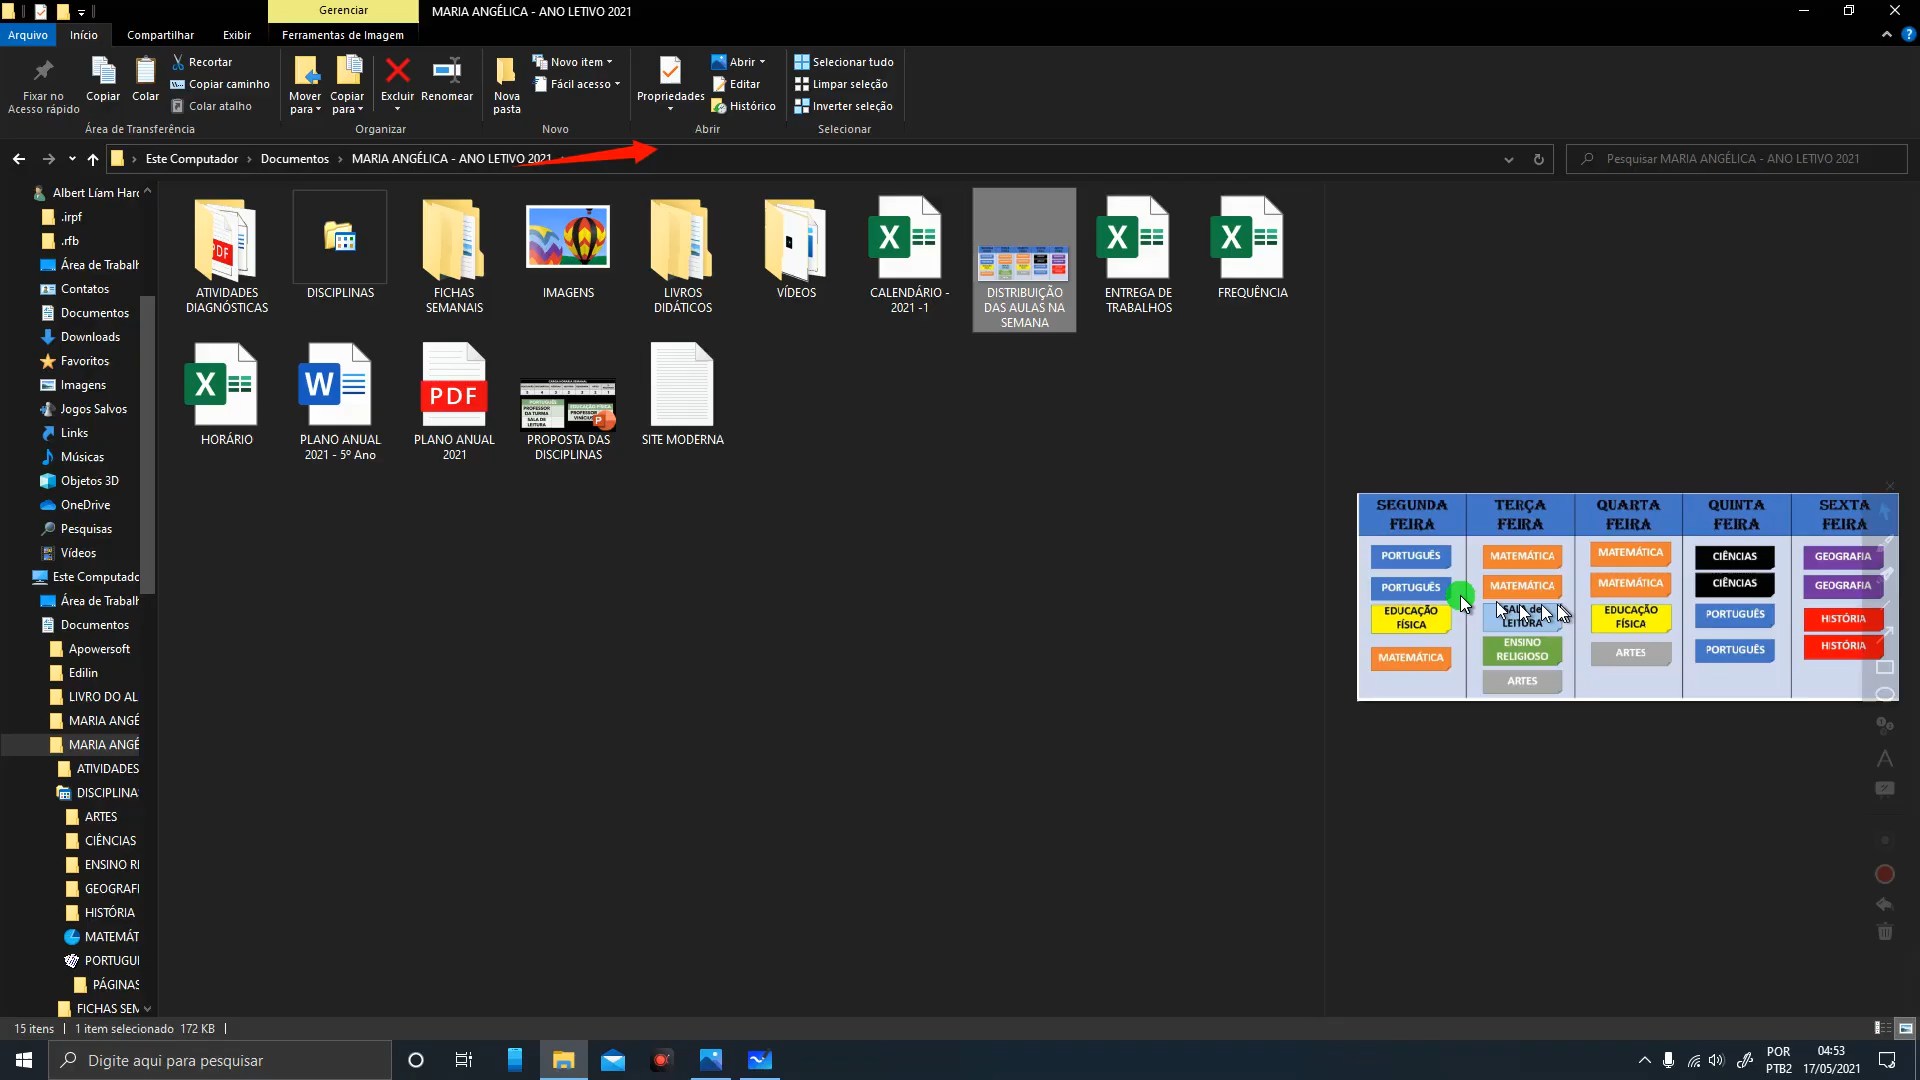 Gerenciar
MARIA ANGÉLICA - ANO LETIVO 2021
Arquivo
Início
Compartilhar
Exibir
Ferramentas de Imagem
Fixar no
Acesso rápido
Copiar
Colar
Recortar
Copiar caminho
Colar atalho
Área de Transferência
Mover
para
Copiar
para
Excluir
Renomear
Organizar
Nova
pasta
Novo item
Fácil acesso
Novo
Propriedades
Abrir
Editar
Histórico
Abrir
Selecionar tudo
Limpar seleção
Inverter seleção
Selecionar
Este Computador
Documentos
MARIA ANGÉLICA - ANO LETIVO 2021
Pesquisar MARIA ANGÉLICA - ANO LETIVO 2021
Albert Líam Harc
.irpf
.rfb
Área de Trabalh
Contatos
Documentos
Downloads
Favoritos
Imagens
Jogos Salvos
Links
Músicas
Objetos 3D
OneDrive
Pesquisas
Vídeos
Este Computado
Área de Trabalh
Documentos
Apowersoft
Edilin
LIVRO DO AL
MARIA ANGÉ
MARIA ANGÉ
ATIVIDADES
DISCIPLINA
ARTES
CIÊNCIAS
ENSINO RI
GEOGRAFI
HISTÓRIA
MATEMÁT
PORTUGUI
PÁGINAS
FICHAS SEM
ATIVIDADES
DIAGNÓSTICAS
DISCIPLINAS
FICHAS
SEMANAIS
IMAGENS
LIVROS
DIDÁTICOS
VÍDEOS
CALENDÁRIO -
2021 -1
DISTRIBUIÇÃO
DAS AULAS NA
SEMANA
ENTREGA DE
TRABALHOS
FREQUÊNCIA
HORÁRIO
PLANO ANUAL
2021 - 5º Ano
PDF
PLANO ANUAL
2021
PROPOSTA DAS
DISCIPLINAS
SITE MODERNA
SEGUNDA
FEIRA
TERÇA
FEIRA
QUARTA
FEIRA
QUINTA
FEIRA
SEXTA
FEIRA
PORTUGUÊS
MATEMÁTICA
MATEMÁTICA
CIÊNCIAS
GEOGRAFIA
PORTUGUÊS
MATEMÁTICA
MATEMÁTICA
CIÊNCIAS
GEOGRAFIA
EDUCAÇÃO
FÍSICA
SALA de
LEITURA
EDUCAÇÃO
FÍSICA
PORTUGUÊS
HISTÓRIA
MATEMÁTICA
ENSINO
RELIGIOSO
ARTES
PORTUGUÊS
HISTÓRIA
ARTES
15 itens
1 item selecionado 172 KB
Digite aqui para pesquisar
POR
PTB2
04:53
17/05/2021